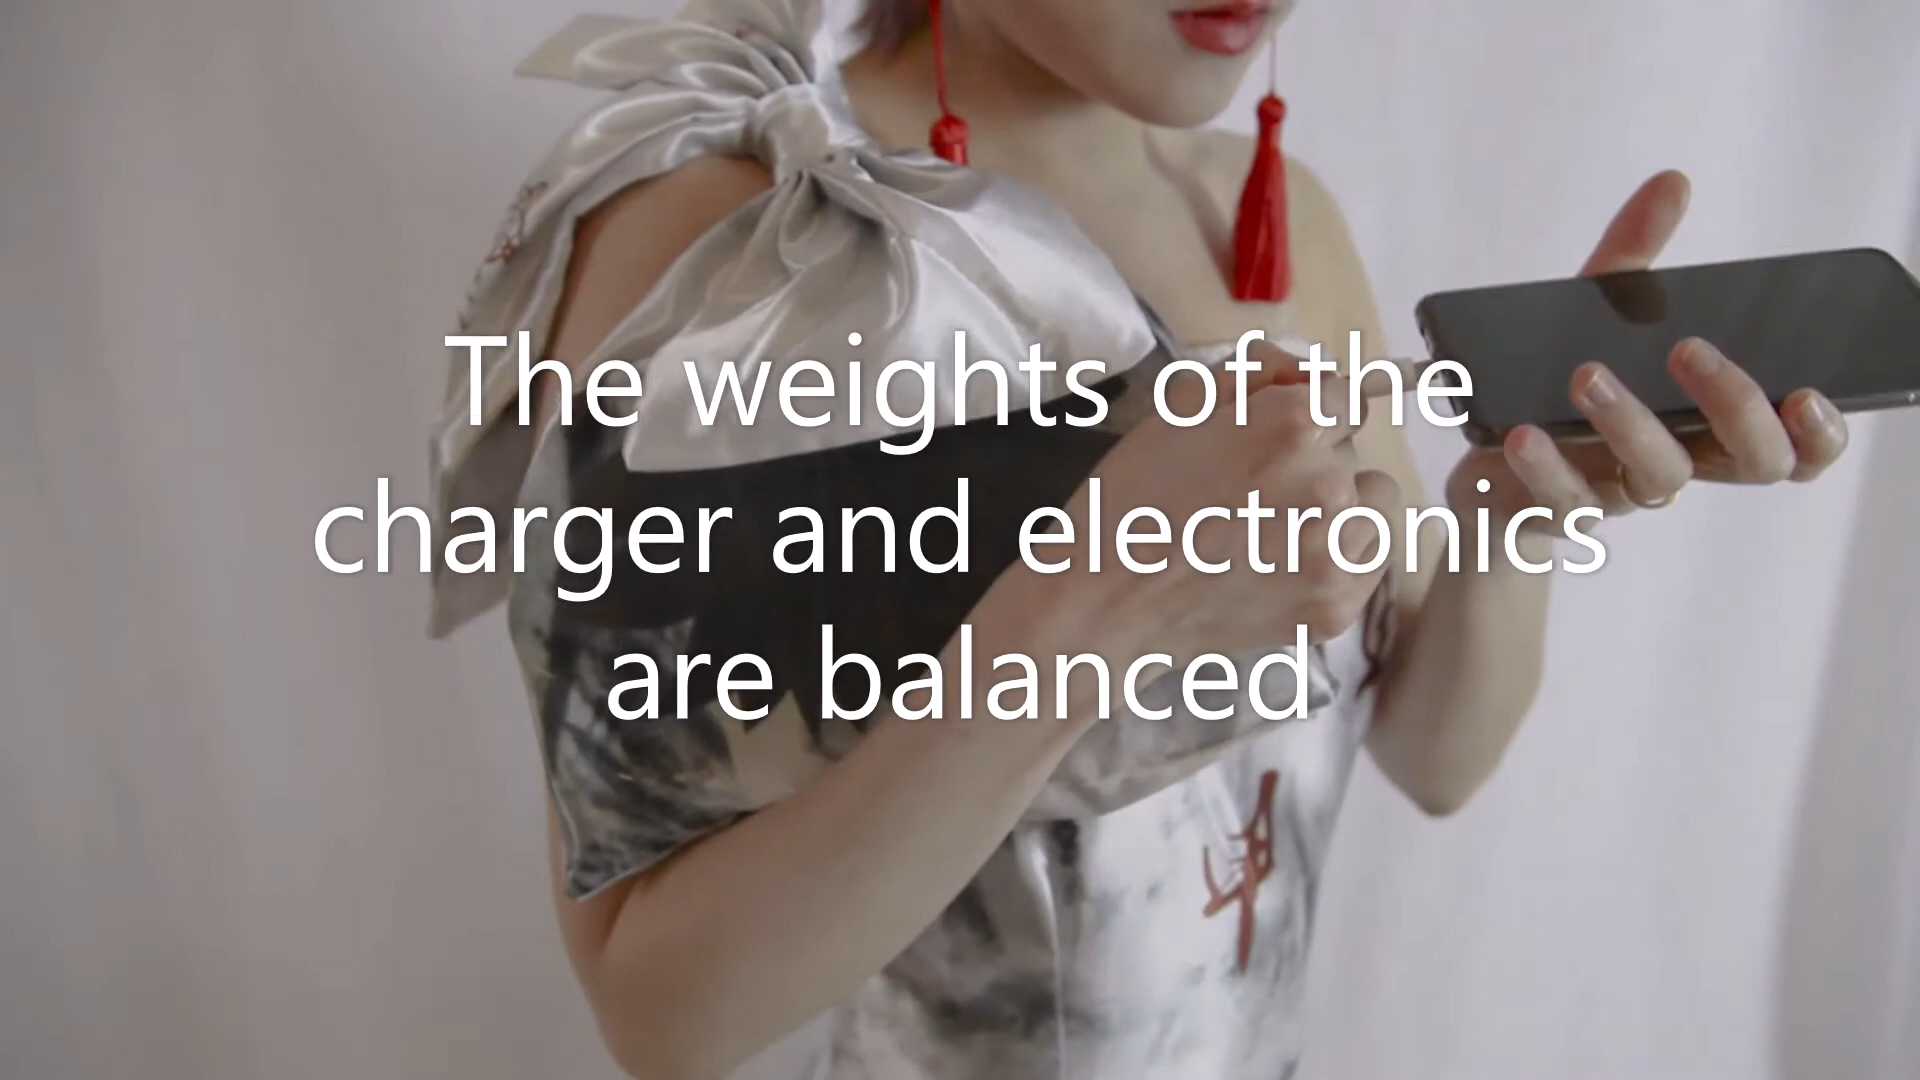 The weights of the
charger and electronics
are balanced